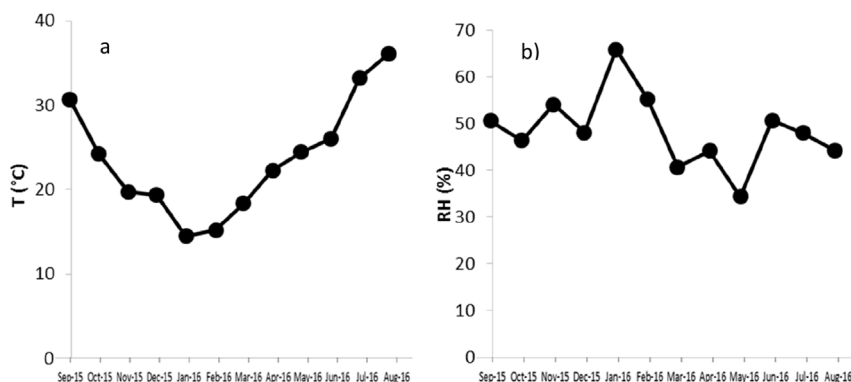 a
T (°C)
40
30
20
10
0
Sep-15 Oct-15 Nov-15 Dec-15 Jan-16 Feb-16 Mar-16 Apr-16 May-16 Jun-16 Jul-16 Aug-16
b)
RH (%)
70
60
50
40
30
20
10
0
Sep-15 Oct-15 Nov-15 Dec-15 Jan-16 Feb-16 Mar-16 Apr-16 May-16 Jun-16 Jul-16 Aug-16